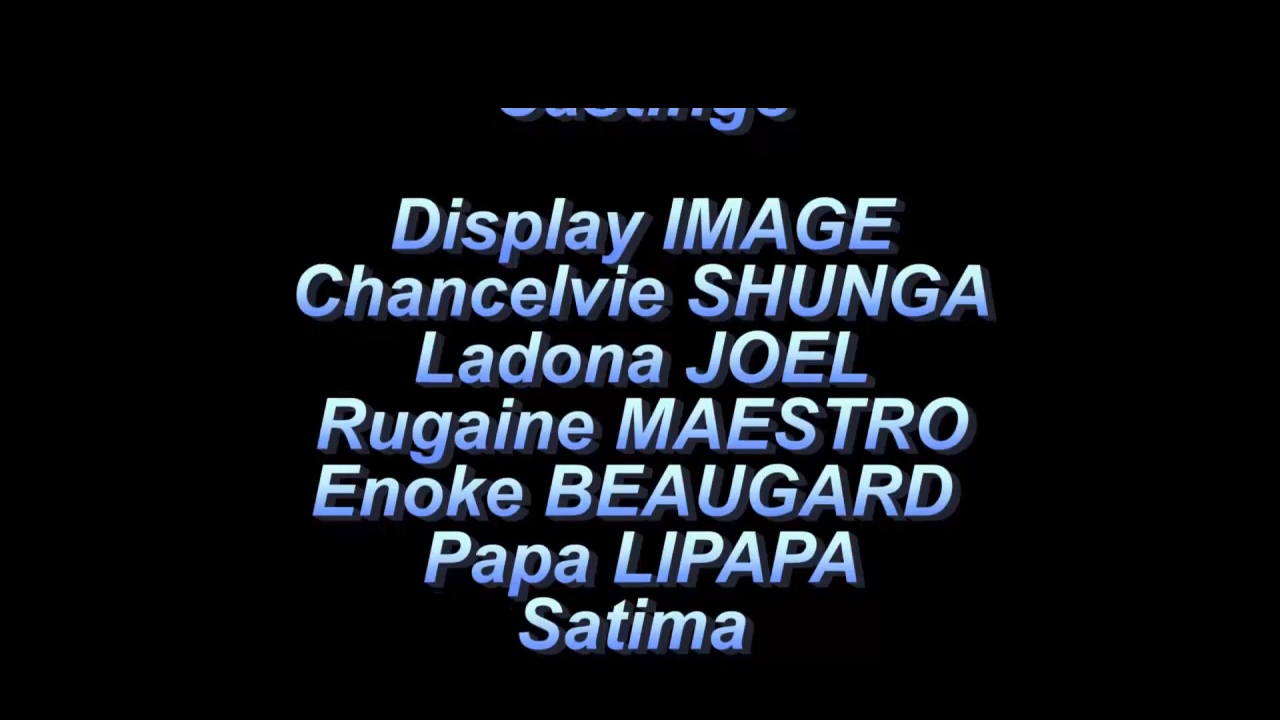 Display IMAGE
Chancelvie SHUNGA
Ladona JOEL
Rugaine MAESTRO
Enoke BEAUGARD
Papa LIPAPA
Satima